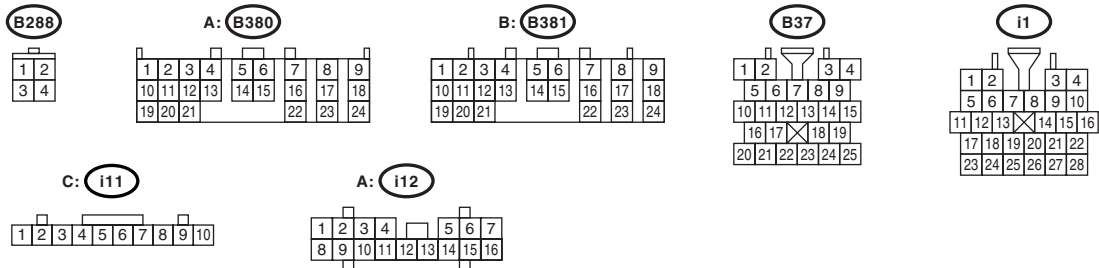 B288 A: B380 B: B381 B37 i1
1 2
3 4
1 2 3 4 5 6 7 8 9
10 11 12 13 14 15 16 17 18
19 20 21 22 23 24
1 2 3 4 5 6 7 8 9
10 11 12 13 14 15 16 17 18
19 20 21 22 23 24
1 2 3 4
5 6 7 8 9
10 11 12 13 14 15
16 17 18 19
20 21 22 23 24 25
1 2 3 4
5 6 7 8 9 10
11 12 13 14 15 16
17 18 19 20 21 22
23 24 25 26 27 28
C: i11 A: i12
1 2 3 4 5 6 7 8 9 10
1 2 3 4 5 6 7
8 9 10 11 12 13 14 15 16